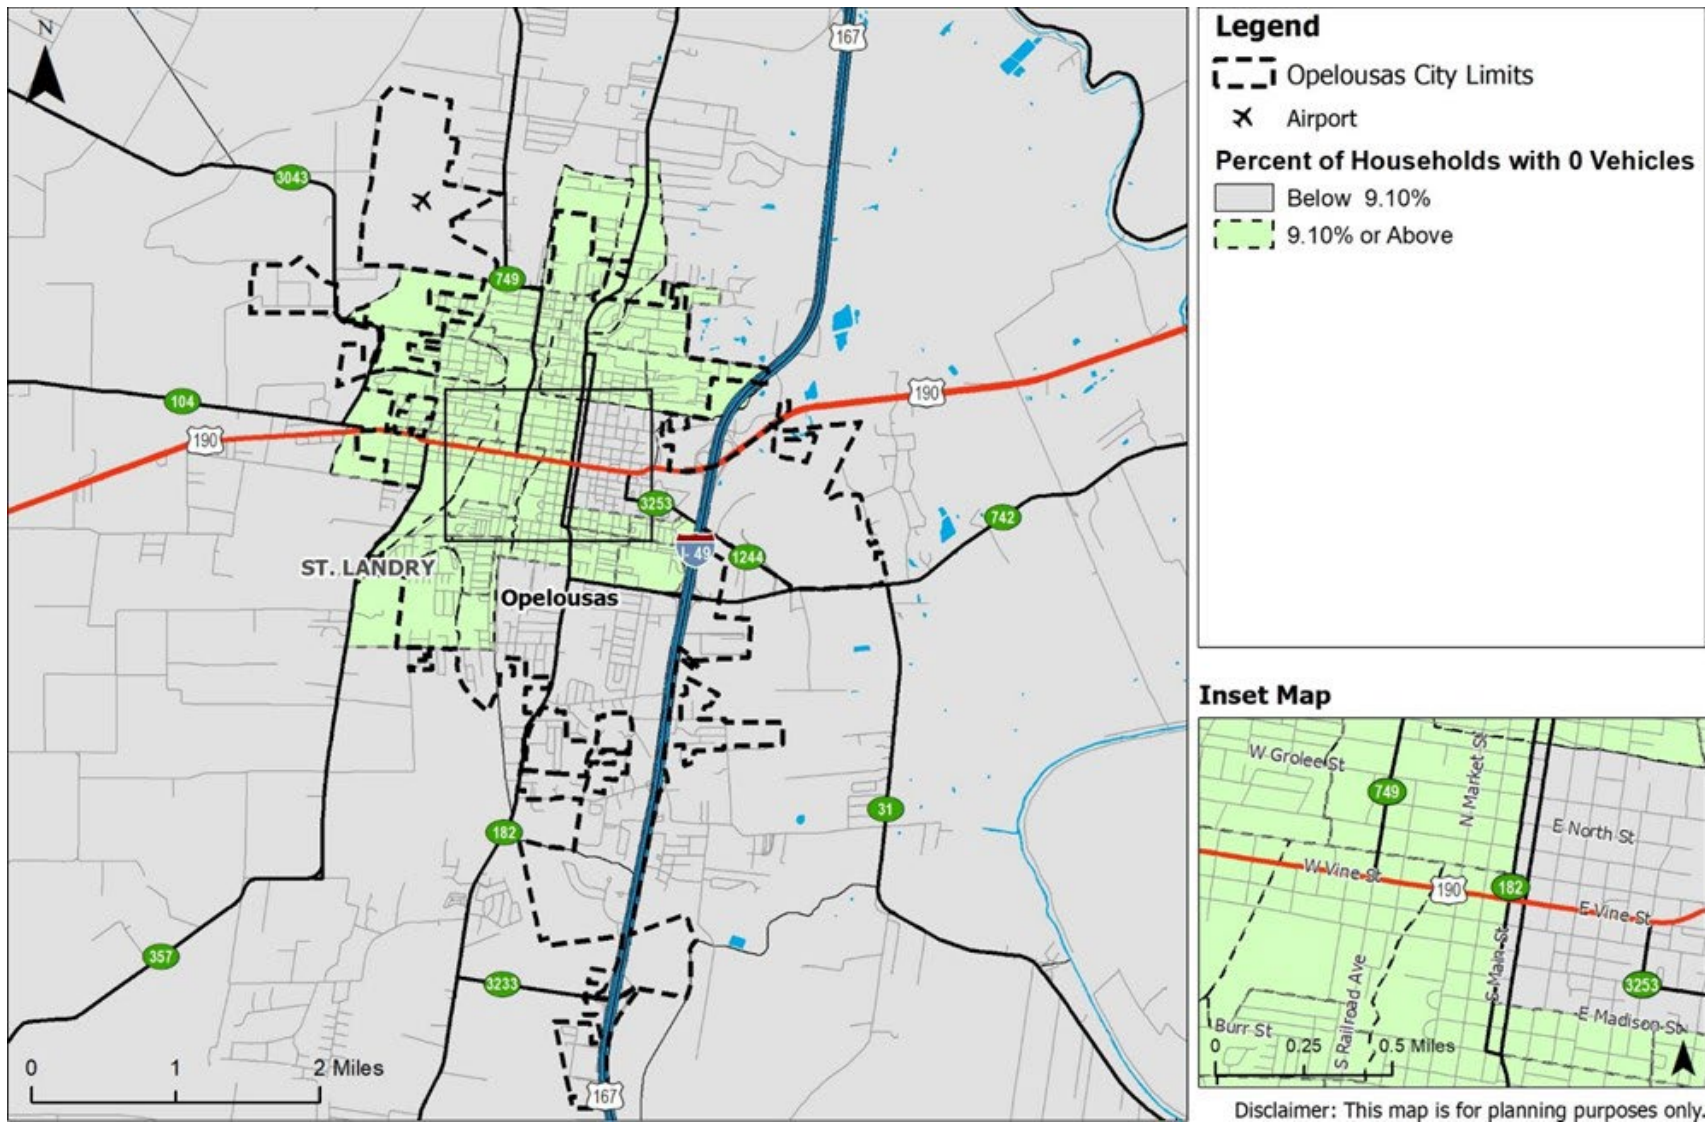 N
167
Legend
Opelousas City Limits
Airport
Percent of Households with 0 Vehicles
Below 9.10%
9.10% or Above
3043
749
104
190
190
3253
742
I-49
1244
ST. LANDRY
Opelousas
31
182
357
3233
167
0 1 2 Miles
Inset Map
W Grolee St
N Market St
749
E North St
W Vine St
190
182
E Vine St
S Main St
3253
S Railroad Ave
E Madison St
Burr St
0 0.25 0.5 Miles
Disclaimer: This map is for planning purposes only.